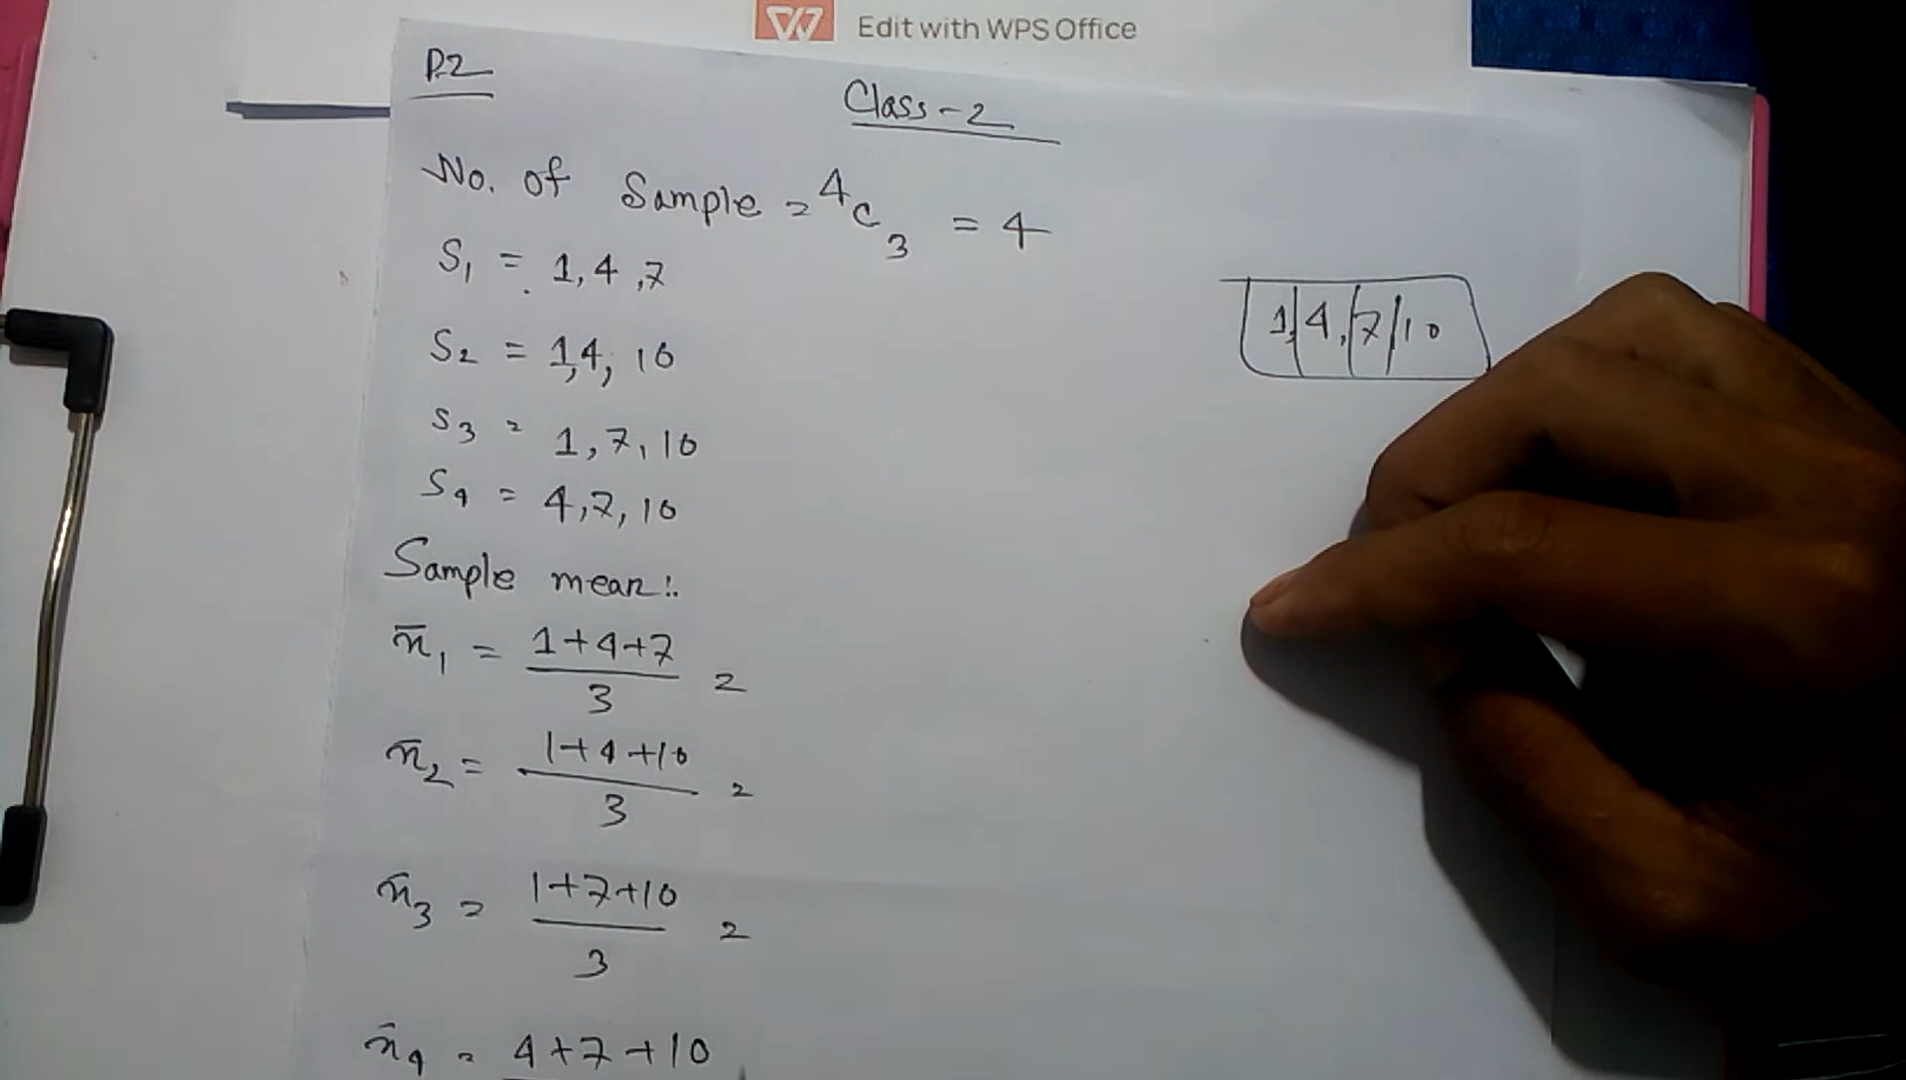 Edit with WPS Office
P.2
Class-2
No. of Sample = ⁴C₃ = 4
S₁ = 1,4,7
1,4,7,10
S₂ = 1,4, 10
S₃ = 1,7,10
S₄ = 4,7,10
Sample mean:
x̄₁ = (1+4+7)/3 =
x̄₂ = (1+4+10)/3 =
x̄₃ = (1+7+10)/3 =
x̄₄ = 4+7+10